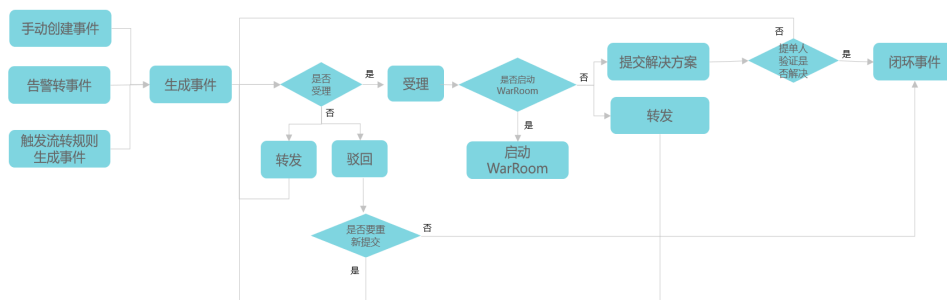 手动创建事件
告警转事件
触发流转规则
生成事件
生成事件
是否
受理
是
否
受理
转发
驳回
是否要重
新提交
是
否
是否启动
WarRoom
否
是
启动
WarRoom
提交解决方案
转发
否
提单人
验证是
否解决
是
闭环事件